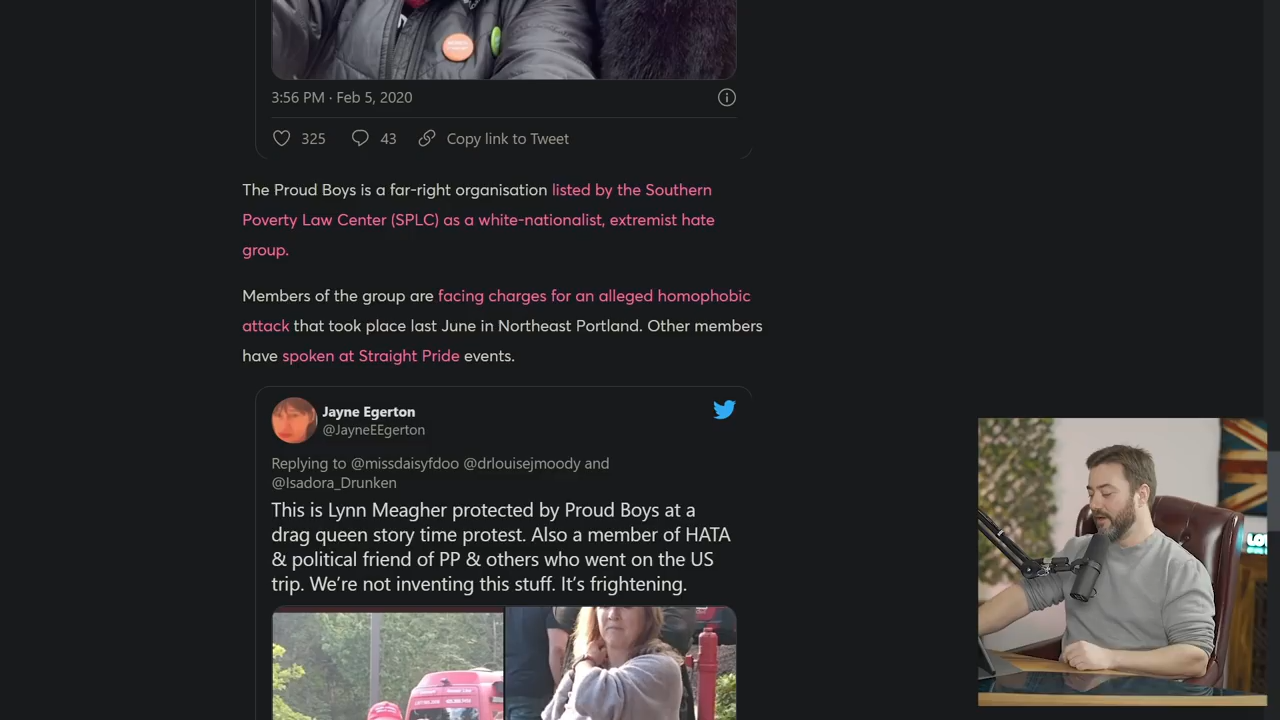 3:56 PM · Feb 5, 2020
325 43 Copy link to Tweet
The Proud Boys is a far-right organisation listed by the Southern
Poverty Law Center (SPLC) as a white-nationalist, extremist hate
group.
Members of the group are facing charges for an alleged homophobic
attack that took place last June in Northeast Portland. Other members
have spoken at Straight Pride events.
Jayne Egerton
@JayneEEgerton
Replying to @missdaisyfdoo @drlouisejmoody and
@Isadora_Drunken
This is Lynn Meagher protected by Proud Boys at a
drag queen story time protest. Also a member of HATA
& political friend of PP & others who went on the US
trip. We're not inventing this stuff. It's frightening.